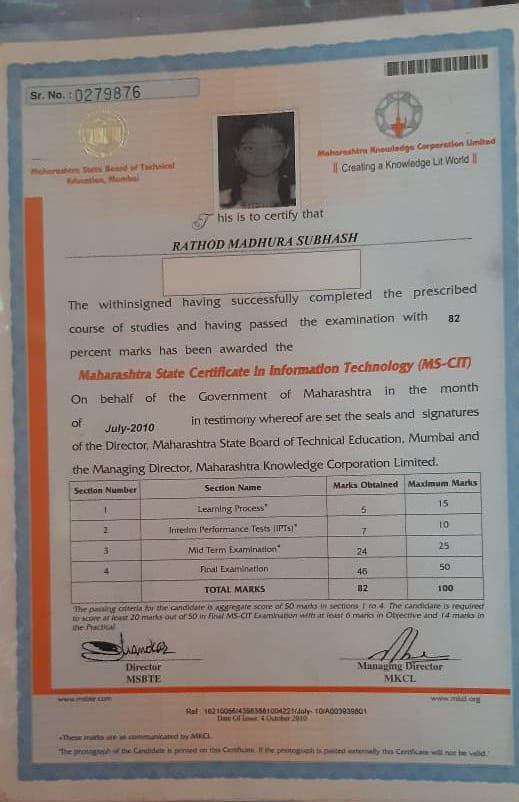 Sr. No. : 0279876
Maharashtra State Board of Technical
Education, Mumbai
Maharashtra Knowledge Corporation Limited
|| Creating a Knowledge Lit World ||
This is to certify that
RATHOD MADHURA SUBHASH
The withinsigned having successfully completed the prescribed
course of studies and having passed the examination with 82
percent marks has been awarded the
Maharashtra State Certificate in Information Technology (MS-CIT)
On behalf of the Government of Maharashtra in the month
of July-2010 in testimony whereof are set the seals and signatures
of the Director, Maharashtra State Board of Technical Education, Mumbai and
the Managing Director, Maharashtra Knowledge Corporation Limited.
Section Number Section Name Marks Obtained Maximum Marks
1 Learning Process* 5 15
2 Interim Performance Tests (IPTs)* 7 10
3 Mid Term Examination* 24 25
4 Final Examination 46 50
TOTAL MARKS 82 100
*The passing criteria for the candidate is aggregate score of 50 marks in sections 1 to 4. The candidate is required
to score at least 20 marks out of 50 in Final MS-CIT Examination with at least 6 marks in Objective and 14 marks in
the Practical
Director Managing Director
MSBTE MKCL
www.msbte.com www.mkcl.org
Date Of Issue: 4 October 2010
*These marks are as communicated by MKCL
*The photograph of the Candidate is printed on this Certificate. If the photograph is pasted externally this Certificate will not be valid.